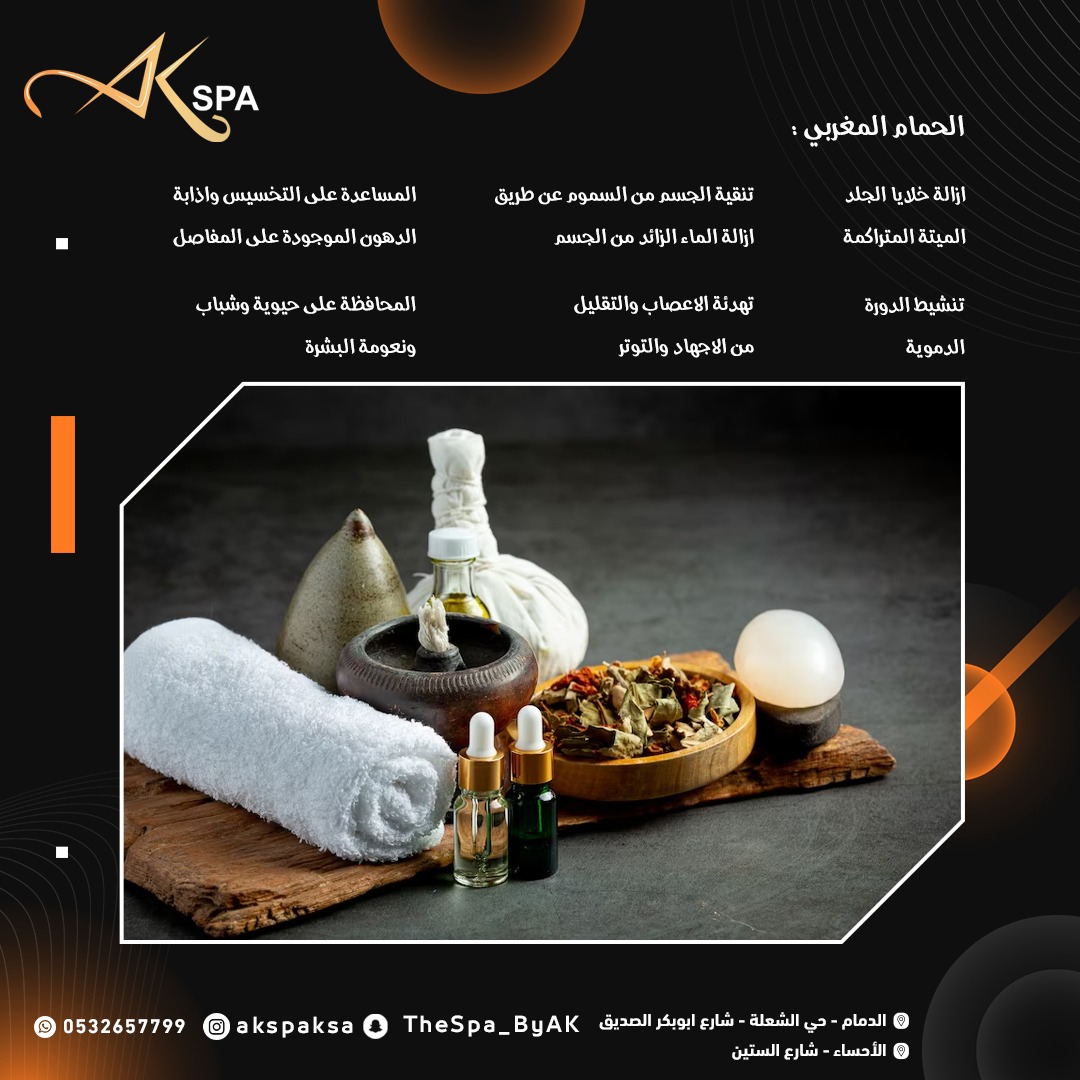 AK SPA
الحمام المغربي :
ازالة خلايا الجلد
الميتة المتراكمة
تنقية الجسم من السموم عن طريق
ازالة الماء الزائد من الجسم
المساعدة على التخسيس واذابة
الدهون الموجودة على المفاصل
تنشيط الدورة
الدموية
تهدئة الاعصاب والتقليل
من الاجهاد والتوتر
المحافظة على حيوية وشباب
ونعومة البشرة
الدمام - حي الشعلة - شارع ابوبكر الصديق
الأحساء - شارع الستين
TheSpa_ByAK
akspaksa
0532657799